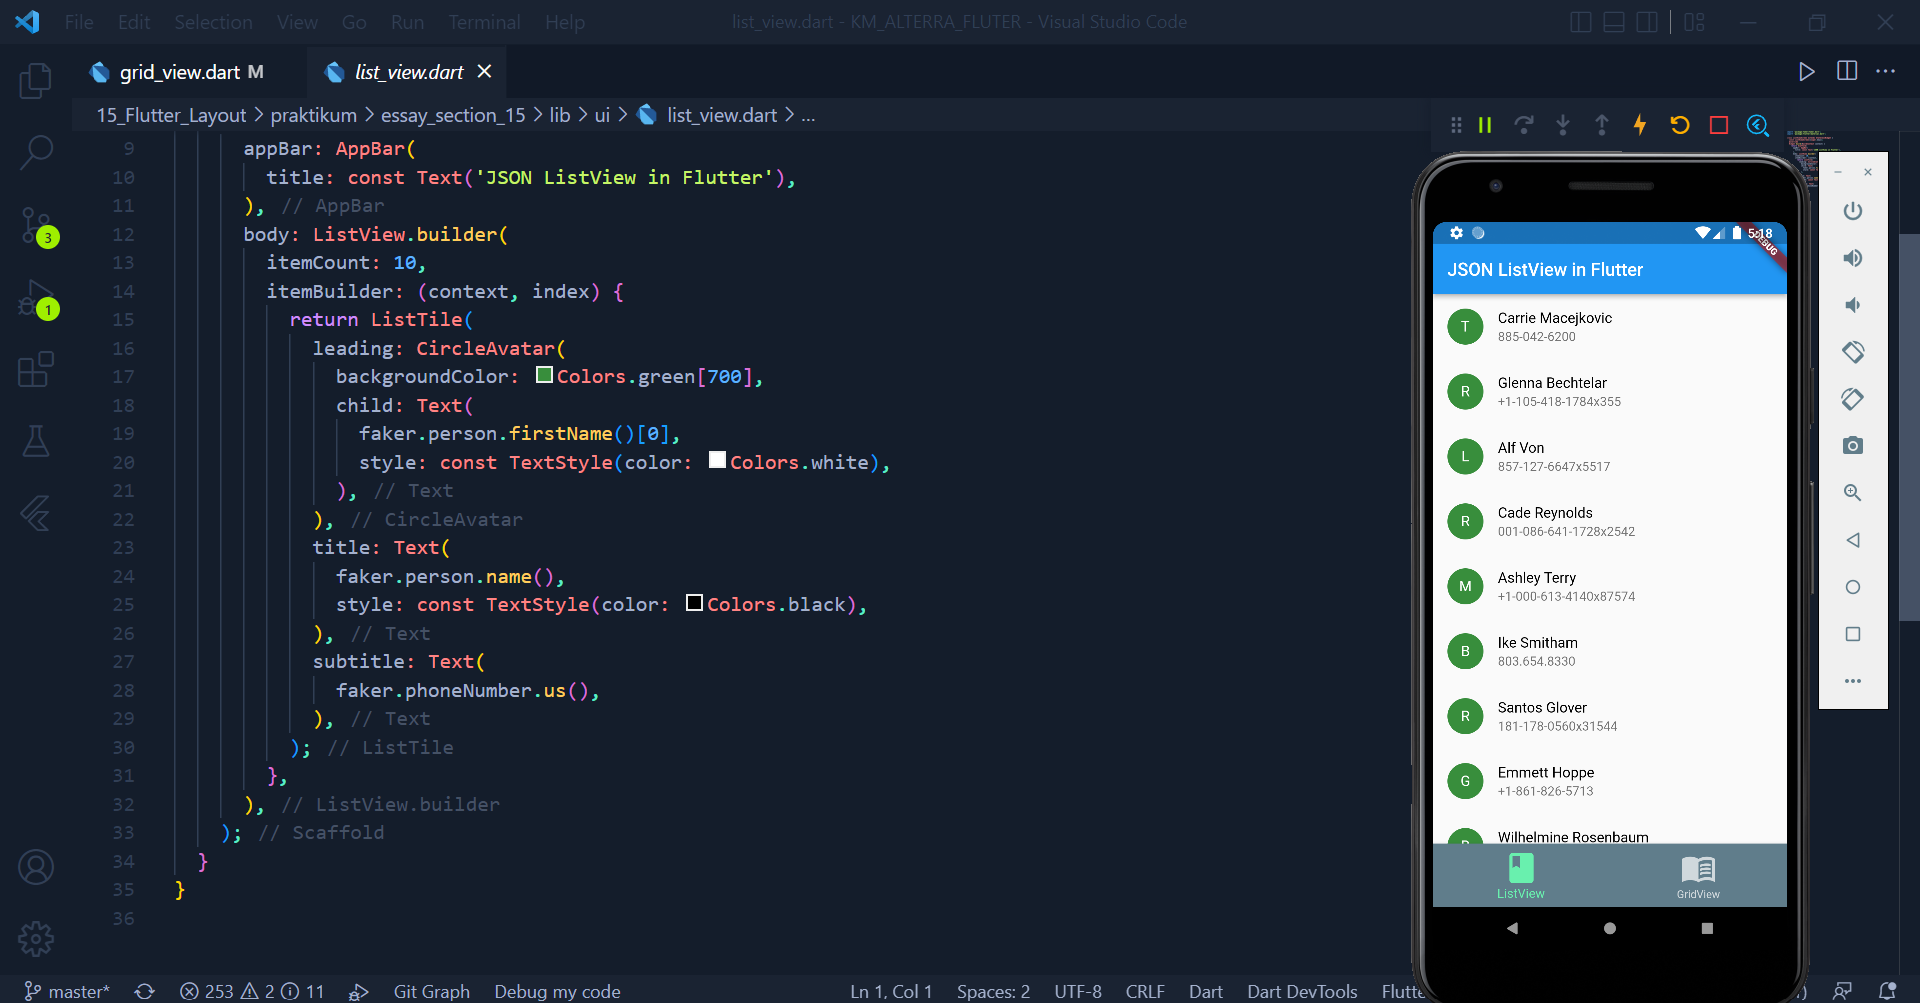 File Edit Selection View Go Run Terminal Help
list_view.dart - KM_ALTERRA_FLUTER - Visual Studio Code
grid_view.dart M
list_view.dart
15_Flutter_Layout > praktikum > essay_section_15 > lib > ui > list_view.dart > ...
3
1
9 appBar: AppBar(
10 title: const Text('JSON ListView in Flutter'),
11 ), // AppBar
12 body: ListView.builder(
13 itemCount: 10,
14 itemBuilder: (context, index) {
15 return ListTile(
16 leading: CircleAvatar(
17 backgroundColor: Colors.green[700],
18 child: Text(
19 faker.person.firstName()[0],
20 style: const TextStyle(color: Colors.white),
21 ), // Text
22 ), // CircleAvatar
23 title: Text(
24 faker.person.name(),
25 style: const TextStyle(color: Colors.black),
26 ), // Text
27 subtitle: Text(
28 faker.phoneNumber.us(),
29 ), // Text
30 ); // ListTile
31 },
32 ), // ListView.builder
33 ); // Scaffold
34 }
35 }
36
5:18
DEBUG
JSON ListView in Flutter
T
Carrie Macejkovic
885-042-6200
R
Glenna Bechtelar
+1-105-418-1784x355
L
Alf Von
857-127-6647x5517
R
Cade Reynolds
001-086-641-1728x2542
M
Ashley Terry
+1-000-613-4140x87574
B
Ike Smitham
803.654.8330
R
Santos Glover
181-178-0560x31544
G
Emmett Hoppe
+1-861-826-5713
Wilhelmine Rosenbaum
ListView
GridView
master* 253 2 11 Git Graph Debug my code
Ln 1, Col 1 Spaces: 2 UTF-8 CRLF Dart Dart DevTools Flutte